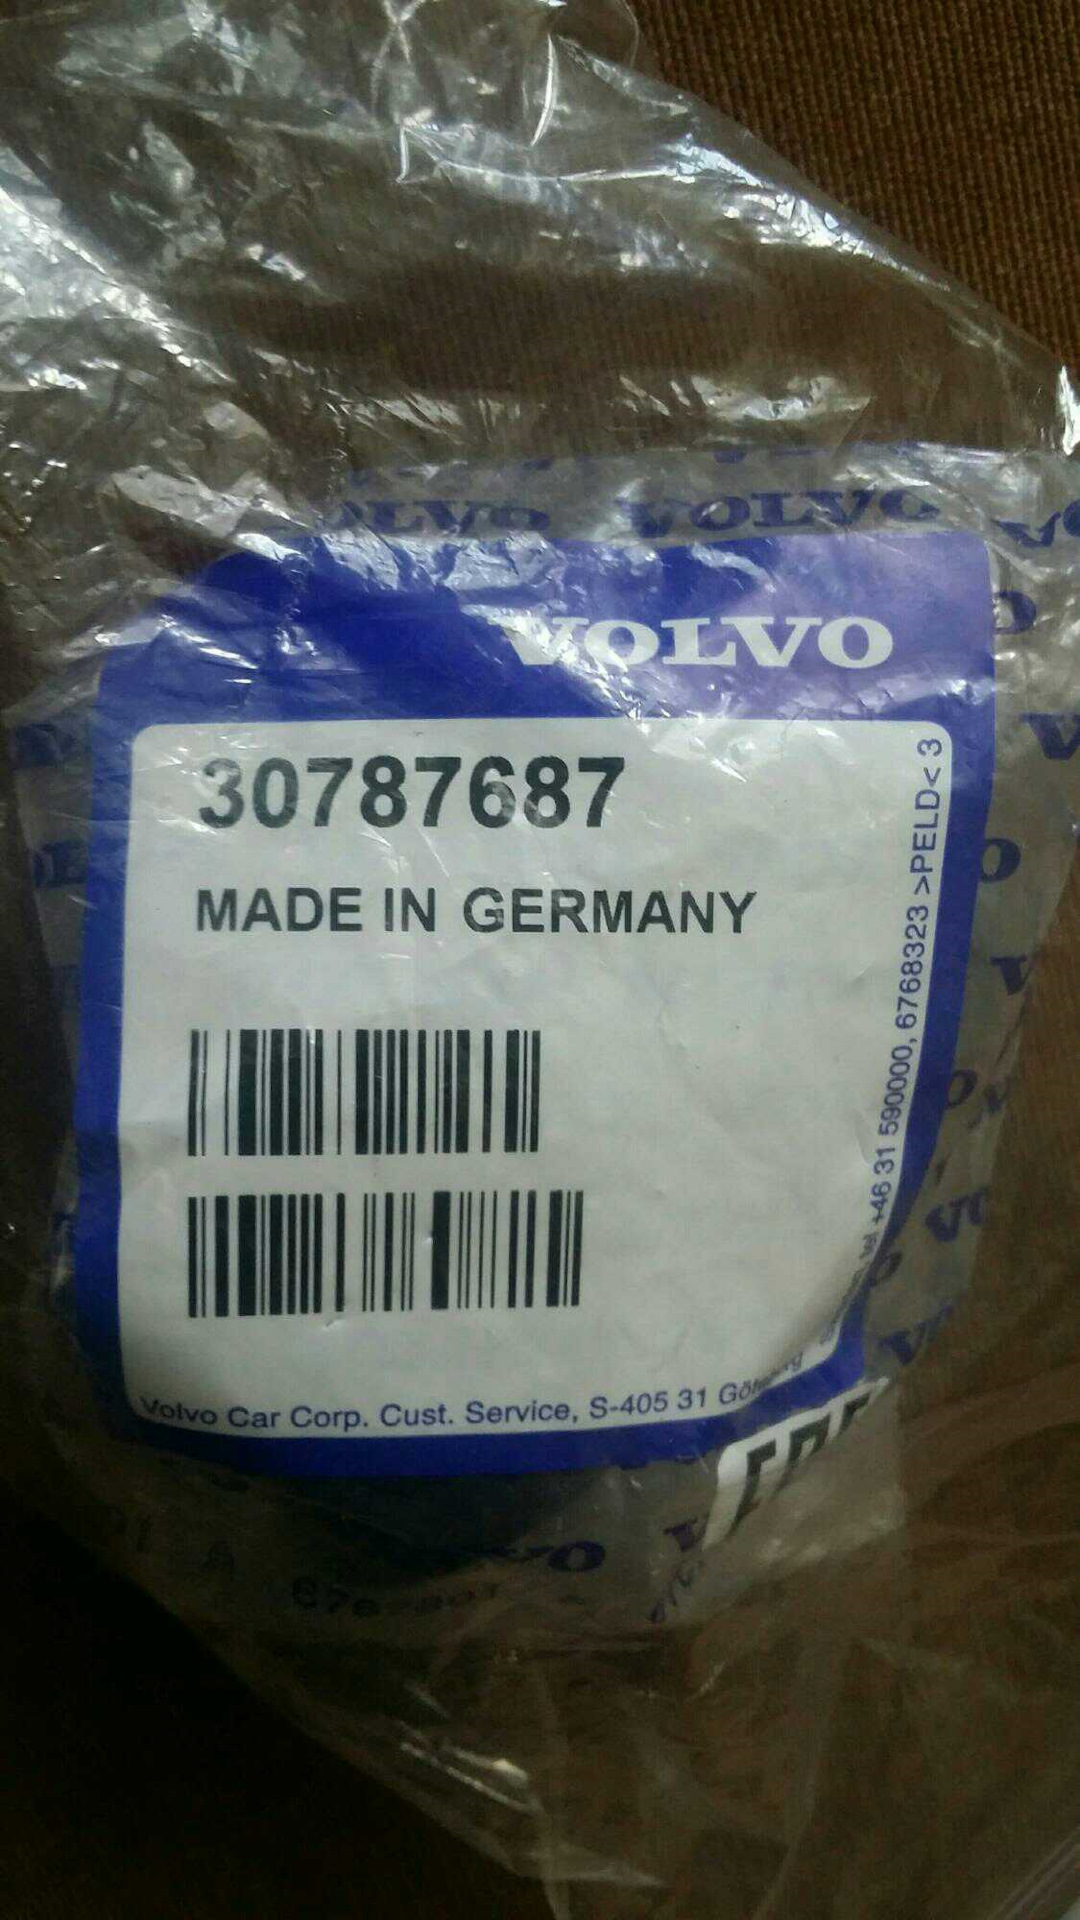 VOLVO
VOLVO
30787687
MADE IN GERMANY
Volvo Car Corp. Cust. Service, S-405 31
tel +46 31 590000, 6768323 >PELD< 3